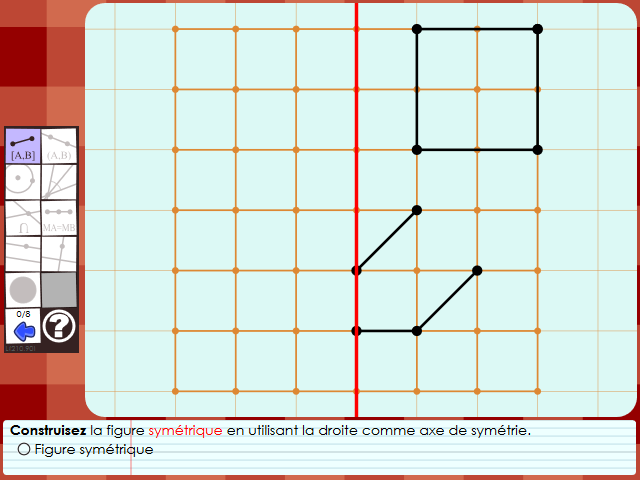 [A,B]
(A,B)
MA=MB
0/8
?
Construisez la figure symétrique en utilisant la droite comme axe de symétrie.
Figure symétrique